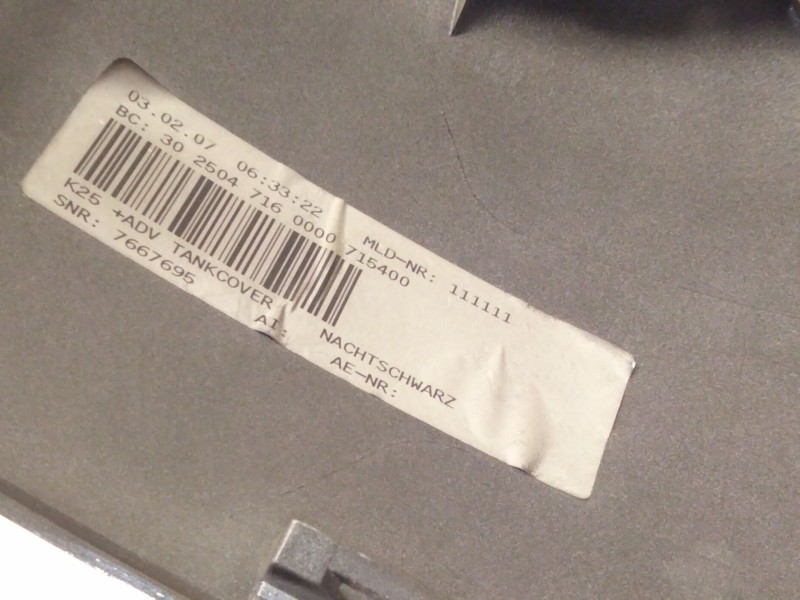 03.02.07 06:33:22 MLD-NR: 111111
BC: 30 2504 716 0000 715400
K25 +ADV TANKCOVER NACHTSCHWARZ
SNR: 7667695 AI: AE-NR: